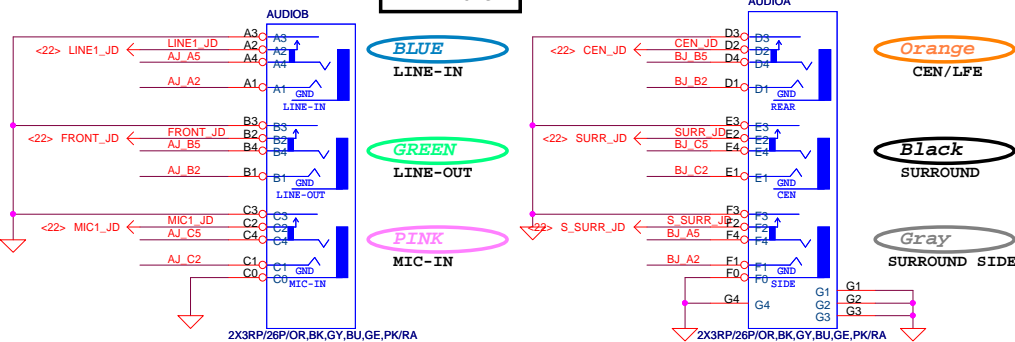 AUDIOB
A3 A3
<22> LINE1_JD LINE1_JD A2 A2
AJ_A5 A4 A4
AJ_A2 A1 A1
GND
LINE-IN
BLUE
LINE-IN
B3 B3
<22> FRONT_JD FRONT_JD B2 B2
AJ_B5 B4 B4
AJ_B2 B1 B1
GND
LINE-OUT
GREEN
LINE-OUT
C3 C3
<22> MIC1_JD MIC1_JD C2 C2
AJ_C5 C4 C4
AJ_C2 C1 C1
C0 C0
GND
MIC-IN
PINK
MIC-IN
2X3RP/26P/OR,BK,GY,BU,GE,PK/RA
AUDIOA
D3 D3
<22> CEN_JD CEN_JD D2 D2
BJ_B5 D4 D4
BJ_B2 D1 D1
GND
REAR
Orange
CEN/LFE
E3 E3
<22> SURR_JD SURR_JD E2 E2
BJ_C5 E4 E4
BJ_C2 E1 E1
GND
CEN
Black
SURROUND
F3 F3
<22> S_SURR_JD S_SURR_JD F2 F2
BJ_A5 F4 F4
BJ_A2 F1 F1
F0 F0
GND
SIDE
Gray
SURROUND SIDE
G4 G4
G1 G1
G2 G2
G3 G3
2X3RP/26P/OR,BK,GY,BU,GE,PK/RA